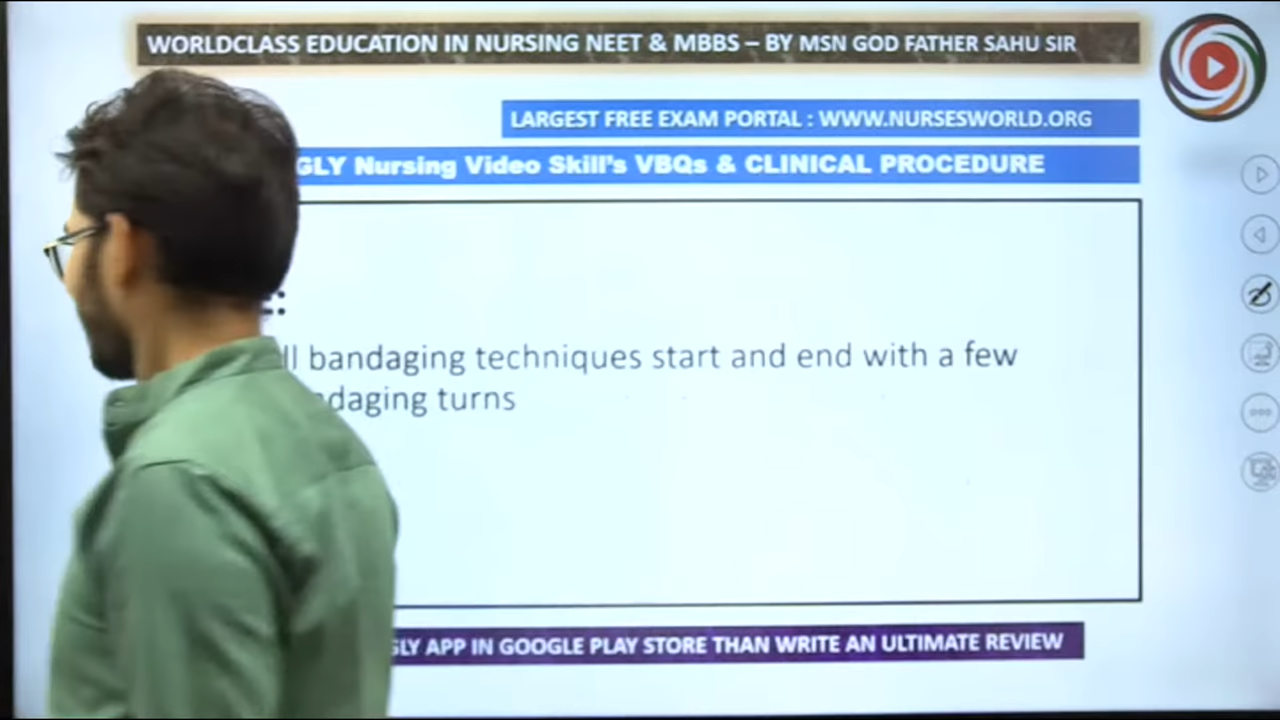 WORLDCLASS EDUCATION IN NURSING NEET & MBBS – BY MSN GOD FATHER SAHU SIR
LARGEST FREE EXAM PORTAL : WWW.NURSESWORLD.ORG
GLY Nursing Video Skill's VBQs & CLINICAL PROCEDURE
:
ll bandaging techniques start and end with a few
ndaging turns
GLY APP IN GOOGLE PLAY STORE THAN WRITE AN ULTIMATE REVIEW